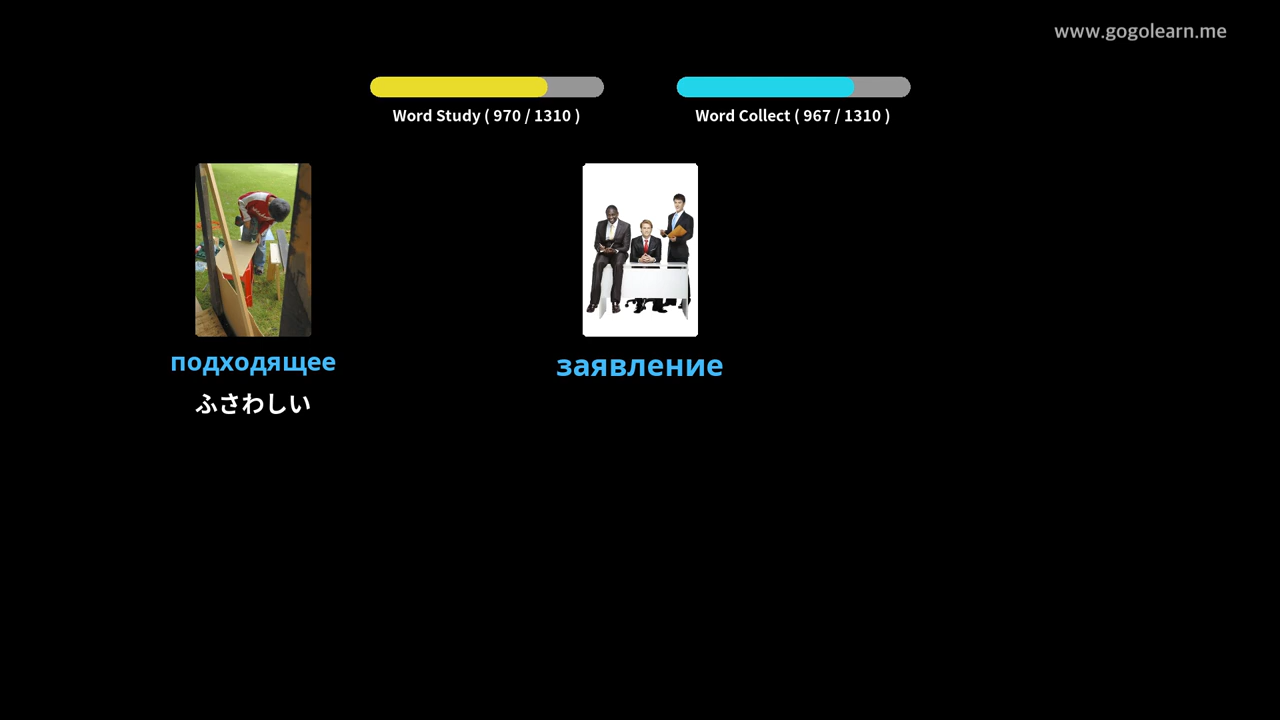 www.gogolearn.me
Word Study ( 970 / 1310 )
Word Collect ( 967 / 1310 )
подходящее
ふさわしい
заявление